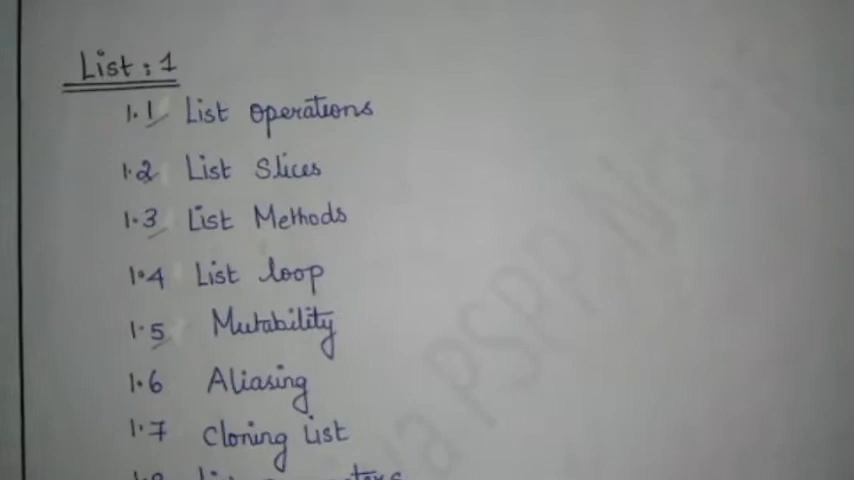 List : 1
1.1 List operations
1.2 List Slices
1.3 List Methods
1.4 List loop
1.5 Mutability
1.6 Aliasing
1.7 Cloning List